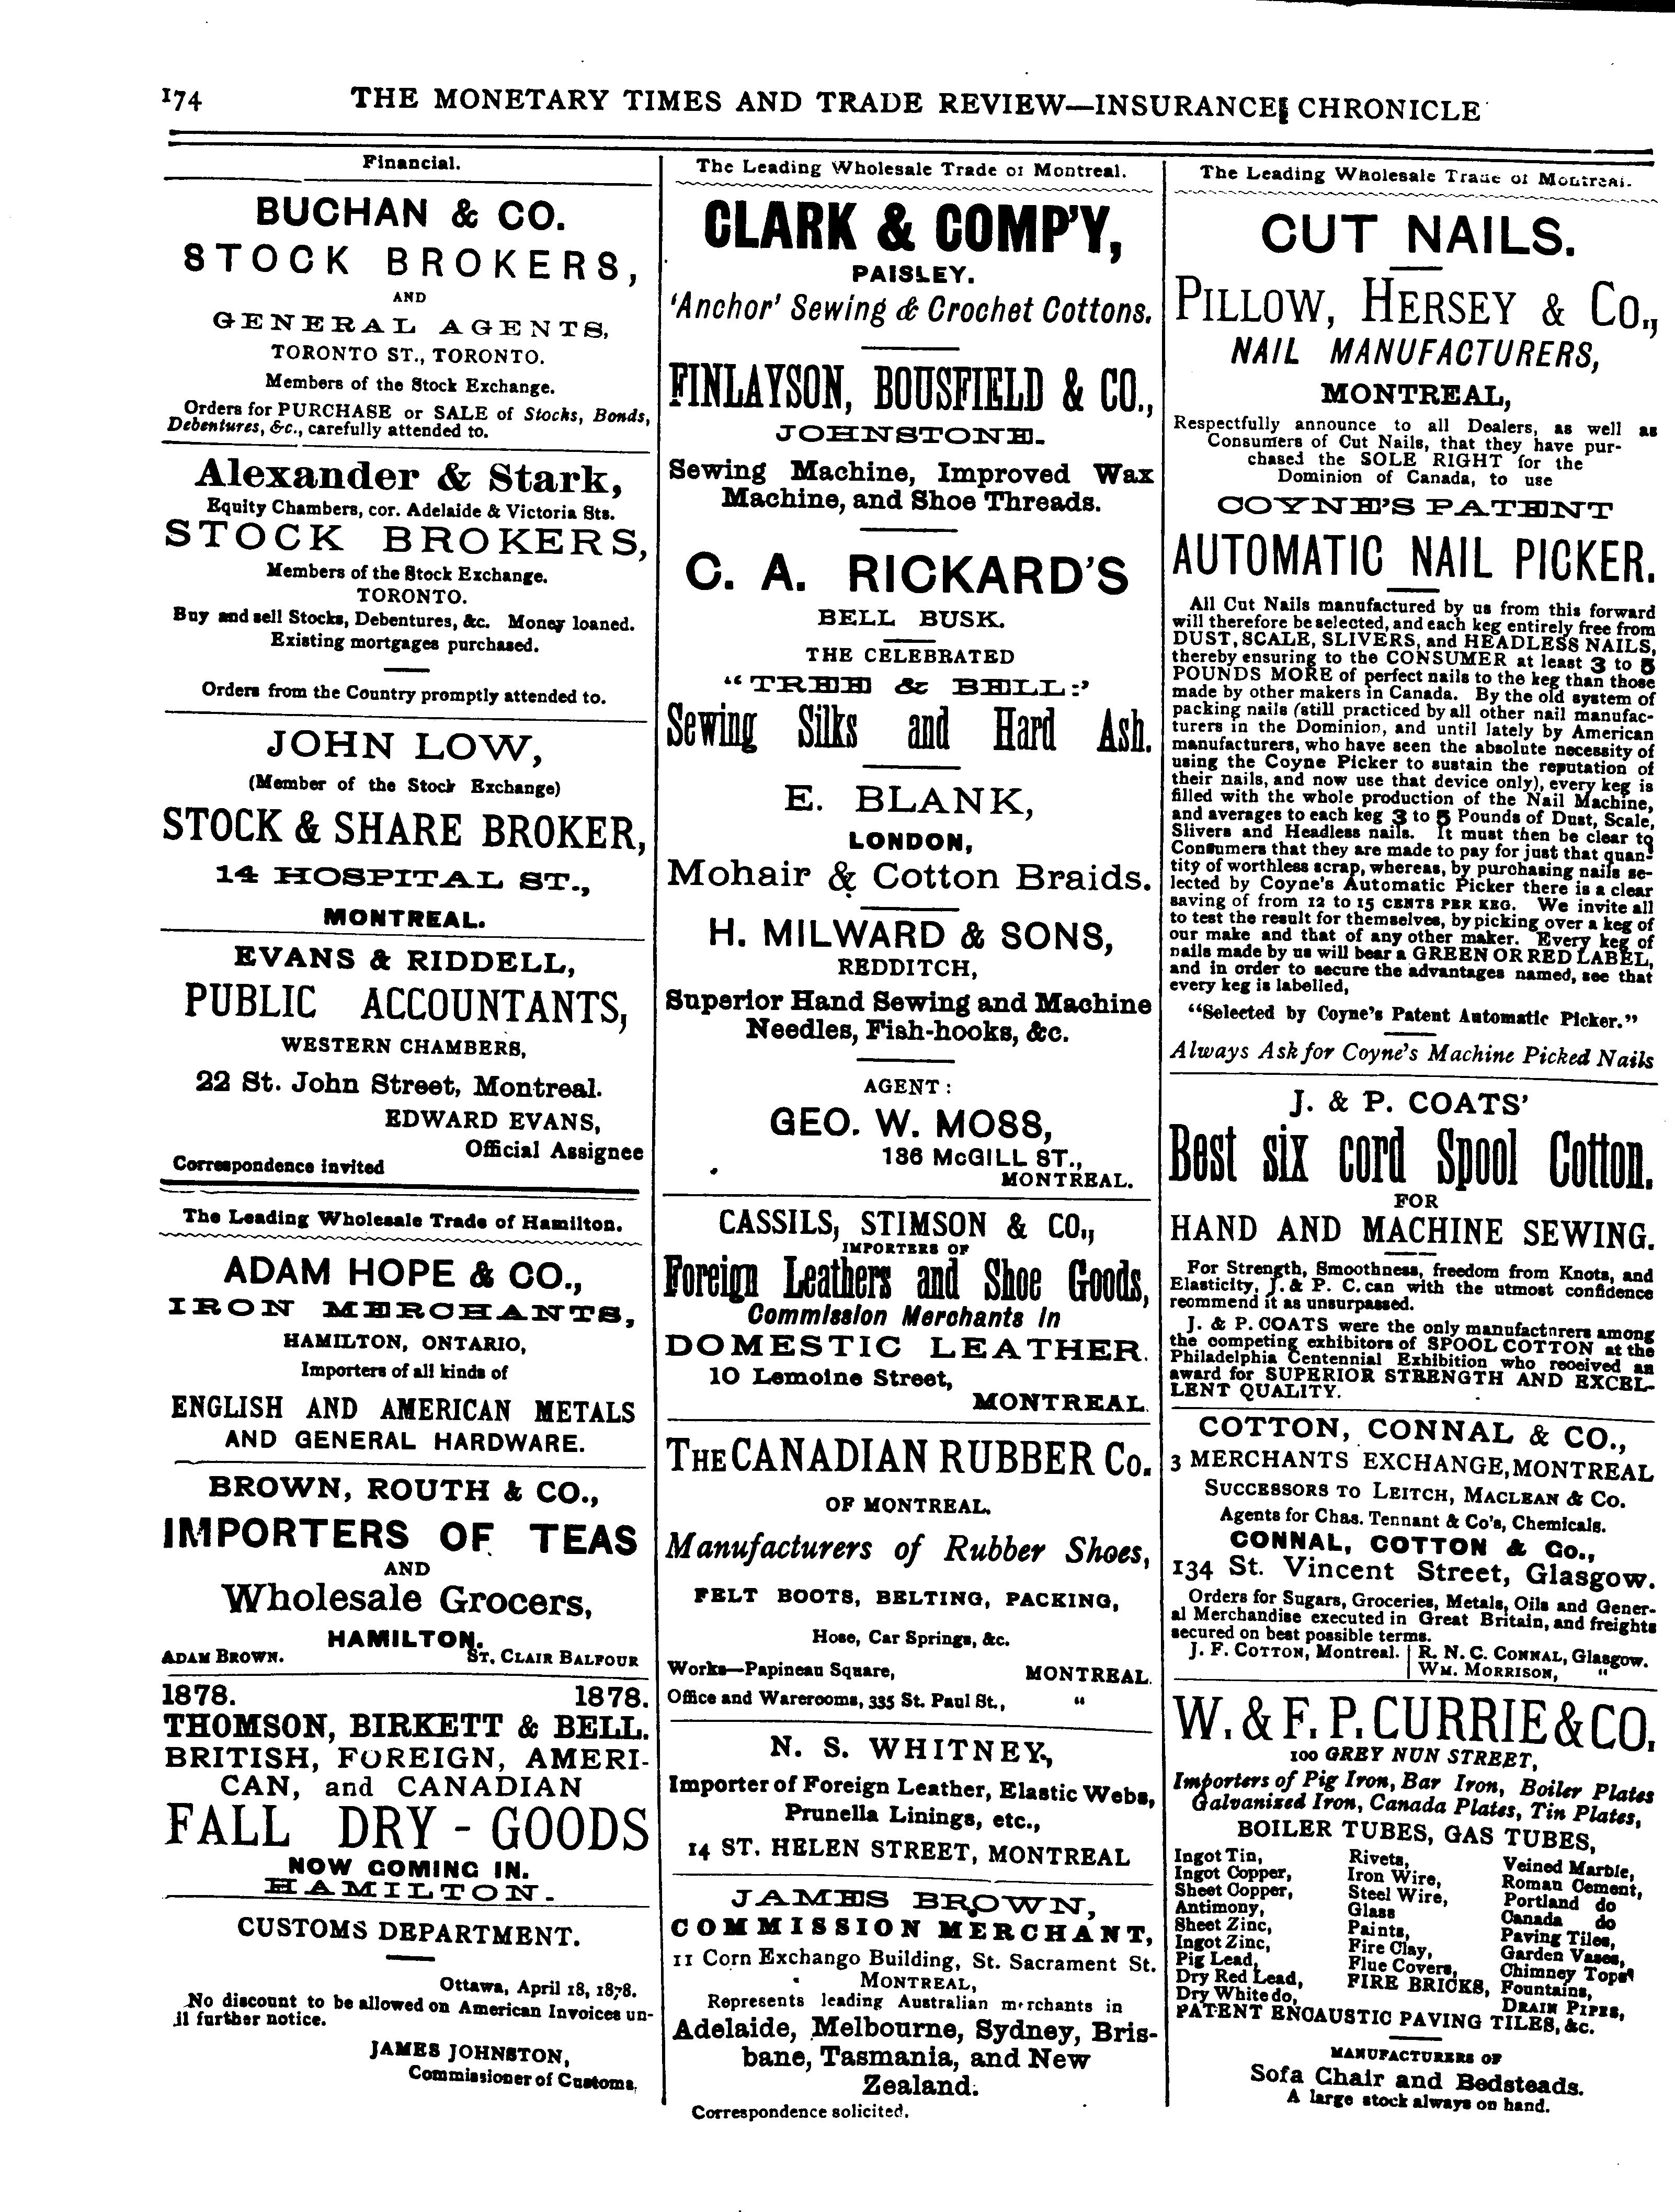 174 THE MONETARY TIMES AND TRADE REVIEW—INSURANCE CHRONICLE
Financial.
BUCHAN & CO.
STOCK BROKERS,
AND
GENERAL AGENTS,
TORONTO ST., TORONTO.
Members of the Stock Exchange.
Orders for PURCHASE or SALE of Stocks, Bonds,
Debentures, &c., carefully attended to.
Alexander & Stark,
Equity Chambers, cor. Adelaide & Victoria Sts.
STOCK BROKERS,
Members of the Stock Exchange.
TORONTO.
Buy and sell Stocks, Debentures, &c. Money loaned.
Existing mortgages purchased.
Orders from the Country promptly attended to.
JOHN LOW,
(Member of the Stock Exchange)
STOCK & SHARE BROKER,
14 HOSPITAL ST.,
MONTREAL.
EVANS & RIDDELL,
PUBLIC ACCOUNTANTS,
WESTERN CHAMBERS,
22 St. John Street, Montreal.
EDWARD EVANS,
Official Assignee
Correspondence invited
The Leading Wholesale Trade of Hamilton.
ADAM HOPE & CO.,
IRON MERCHANTS,
HAMILTON, ONTARIO,
Importers of all kinds of
ENGLISH AND AMERICAN METALS
AND GENERAL HARDWARE.
BROWN, ROUTH & CO.,
IMPORTERS OF TEAS
AND
Wholesale Grocers,
HAMILTON.
ADAM BROWN. ST. CLAIR BALFOUR
1878. 1878.
THOMSON, BIRKETT & BELL.
BRITISH, FOREIGN, AMERI-
CAN, and CANADIAN
FALL DRY - GOODS
NOW COMING IN.
HAMILTON.
CUSTOMS DEPARTMENT.
Ottawa, April 18, 1878.
No discount to be allowed on American Invoices un-
il further notice.
JAMES JOHNSTON,
Commissioner of Customs.
The Leading Wholesale Trade of Montreal.
CLARK & COMP'Y,
PAISLEY.
'Anchor' Sewing & Crochet Cottons.
FINLAYSON, BOUSFIELD & CO.,
JOHNSTONE.
Sewing Machine, Improved Wax
Machine, and Shoe Threads.
C. A. RICKARD'S
BELL BUSK.
THE CELEBRATED
"TREE & BELL:'
Sewing Silks and Hard Ash.
E. BLANK,
LONDON,
Mohair & Cotton Braids.
H. MILWARD & SONS,
REDDITCH,
Superior Hand Sewing and Machine
Needles, Fish-hooks, &c.
AGENT:
GEO. W. MOSS,
186 McGILL ST.,
MONTREAL.
CASSILS, STIMSON & CO.,
IMPORTERS OF
Foreign Leathers and Shoe Goods,
Commission Merchants in
DOMESTIC LEATHER.
10 Lemoine Street,
MONTREAL.
THE CANADIAN RUBBER Co.
OF MONTREAL.
Manufacturers of Rubber Shoes,
FELT BOOTS, BELTING, PACKING,
Hose, Car Springs, &c.
Works—Papineau Square, MONTREAL.
Office and Warerooms, 335 St. Paul St., "
N. S. WHITNEY,
Importer of Foreign Leather, Elastic Webs,
Prunella Linings, etc.,
14 ST. HELEN STREET, MONTREAL
JAMES BROWN,
COMMISSION MERCHANT,
11 Corn Exchango Building, St. Sacrament St.
MONTREAL,
Represents leading Australian merchants in
Adelaide, Melbourne, Sydney, Bris-
bane, Tasmania, and New
Zealand.
Correspondence solicited.
The Leading Wholesale Trade of Montreal.
CUT NAILS.
PILLOW, HERSEY & Co.,
NAIL MANUFACTURERS,
MONTREAL,
Respectfully announce to all Dealers, as well as
Consumers of Cut Nails, that they have pur-
chased the SOLE RIGHT for the
Dominion of Canada, to use
COYNE'S PATENT
AUTOMATIC NAIL PICKER.
All Cut Nails manufactured by us from this forward
will therefore be selected, and each keg entirely free from
DUST, SCALE, SLIVERS, and HEADLESS NAILS,
thereby ensuring to the CONSUMER at least 3 to 5
POUNDS MORE of perfect nails to the keg than those
made by other makers in Canada. By the old system of
packing nails (still practiced by all other nail manufac-
turers in the Dominion, and until lately by American
manufacturers, who have seen the absolute necessity of
using the Coyne Picker to sustain the reputation of
their nails, and now use that device only), every keg is
filled with the whole production of the Nail Machine,
and averages to each keg 3 to 5 Pounds of Dust, Scale,
Slivers and Headless nails. It must then be clear to
Consumers that they are made to pay for just that quan-
tity of worthless scrap, whereas, by purchasing nails se-
lected by Coyne's Automatic Picker there is a clear
saving of from 12 to 15 CENTS PER KEG. We invite all
to test the result for themselves, by picking over a keg of
our make and that of any other maker. Every keg of
nails made by us will bear a GREEN OR RED LABEL,
and in order to secure the advantages named, see that
every keg is labelled,
"Selected by Coyne's Patent Automatic Picker."
Always Ask for Coyne's Machine Picked Nails
J. & P. COATS'
Best six cord Spool Cotton.
FOR
HAND AND MACHINE SEWING.
For Strength, Smoothness, freedom from Knots, and
Elasticity, J. & P. C. can with the utmost confidence
reommend it as unsurpassed.
J. & P. COATS were the only manufacturers among
the competing exhibitors of SPOOL COTTON at the
Philadelphia Centennial Exhibition who received an
award for SUPERIOR STRENGTH AND EXCEL-
LENT QUALITY.
COTTON, CONNAL & CO.,
3 MERCHANTS EXCHANGE, MONTREAL
SUCCESSORS TO LEITCH, MACLEAN & Co.
Agents for Chas. Tennant & Co's, Chemicals.
CONNAL, COTTON & Co.,
134 St. Vincent Street, Glasgow.
Orders for Sugars, Groceries, Metals, Oils and Gener-
al Merchandise executed in Great Britain, and freights
secured on best possible terms.
J. F. COTTON, Montreal. R. N. C. CONNAL, Glasgow.
WM. MORRISON, "
W. & F. P. CURRIE & CO.
100 GREY NUN STREET,
Importers of Pig Iron, Bar Iron, Boiler Plates
Galvanized Iron, Canada Plates, Tin Plates,
BOILER TUBES, GAS TUBES,
Ingot Tin, Rivets, Veined Marble,
Ingot Copper, Iron Wire, Roman Cement,
Sheet Copper, Steel Wire, Portland do
Antimony, Glass Canada do
Sheet Zinc, Paints, Paving Tiles,
Ingot Zinc, Fire Clay, Garden Vases,
Pig Lead, Flue Covers, Chimney Tops
Dry Red Lead, FIRE BRICKS, Fountains,
Dry White do, DRAIN PIPES,
PATENT ENCAUSTIC PAVING TILES, &c.
MANUFACTURERS OF
Sofa Chair and Bedsteads.
A large stock always on hand.